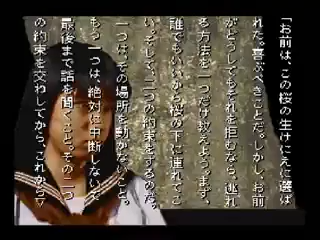 「お前は、この桜の生けにえに選ば
れた。喜ぶべきことだ。しかし、お前
がどうしてもそれを拒むなら、逃れ
る方法を一つだけ教えよう。まず、
誰でもいいから桜の下に連れてこ
い。そして、二つの約束をするのだ。
一つは、その場所を動かないこと。
もう一つは、絶対に中断しないで
最後まで話を聞くこと。その二つ
の約束を交わしてから、これから▽